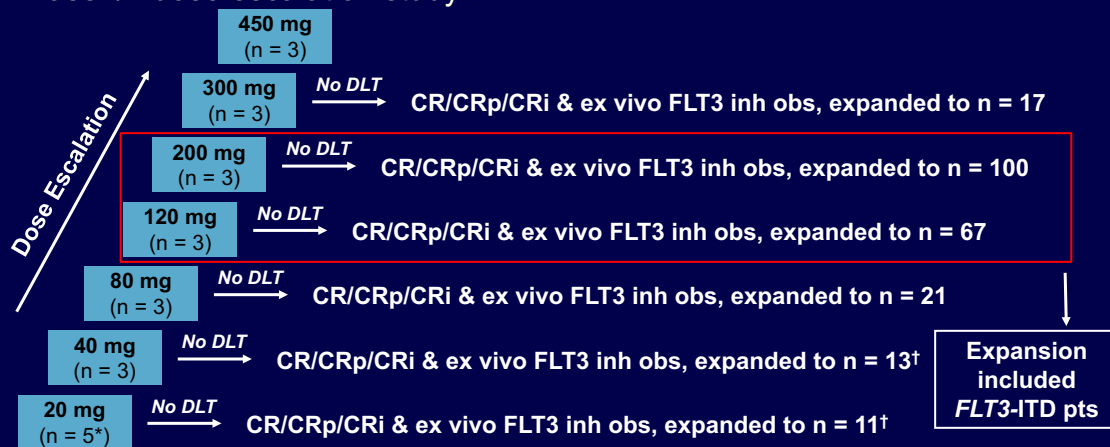 dose escalation study
450 mg
(n = 3)
300 mg
(n = 3)
No DLT
CR/CRp/CRi & ex vivo FLT3 inh obs, expanded to n = 17
200 mg
(n = 3)
No DLT
CR/CRp/CRi & ex vivo FLT3 inh obs, expanded to n = 100
120 mg
(n = 3)
No DLT
CR/CRp/CRi & ex vivo FLT3 inh obs, expanded to n = 67
80 mg
(n = 3)
No DLT
CR/CRp/CRi & ex vivo FLT3 inh obs, expanded to n = 21
40 mg
(n = 3)
No DLT
CR/CRp/CRi & ex vivo FLT3 inh obs, expanded to n = 13†
20 mg
(n = 5*)
No DLT
CR/CRp/CRi & ex vivo FLT3 inh obs, expanded to n = 11†
Dose Escalation
Expansion
included
FLT3-ITD pts